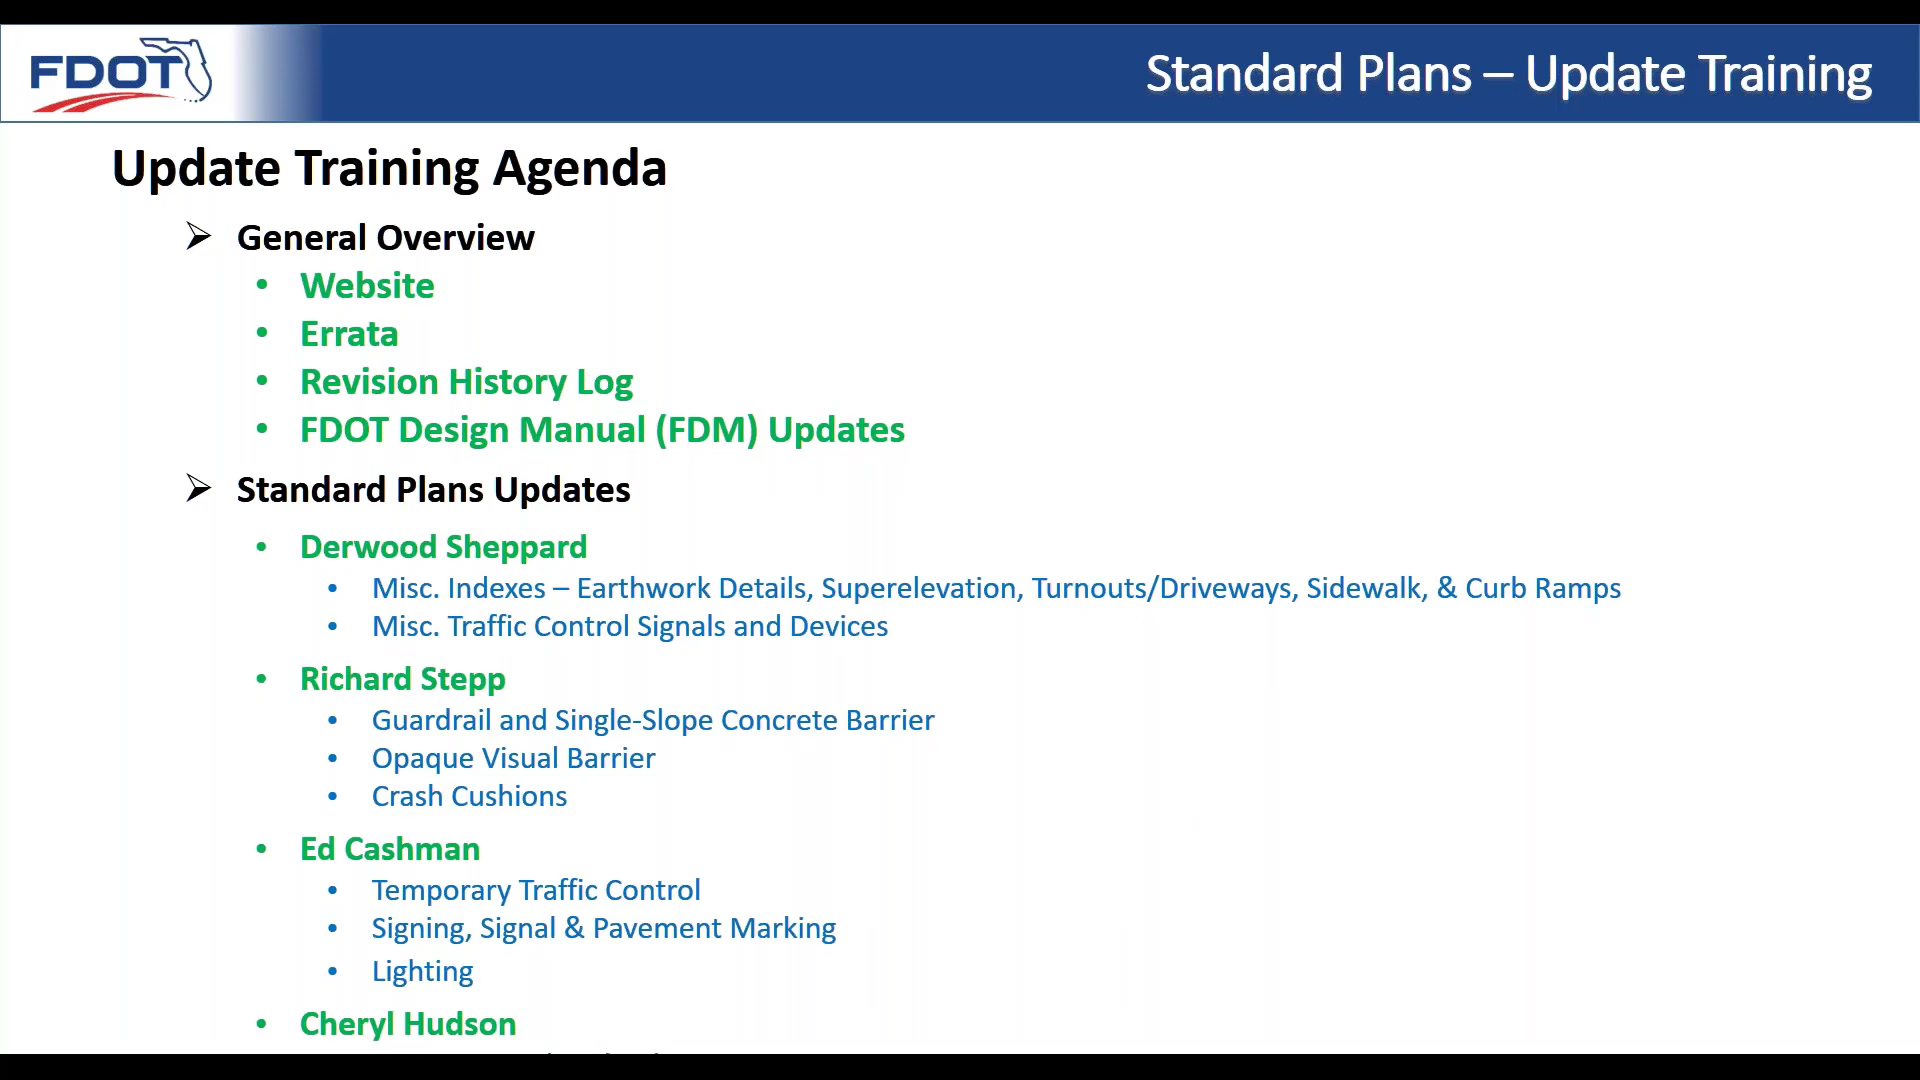 FDOT
Standard Plans – Update Training
Update Training Agenda
➢ General Overview
• Website
• Errata
• Revision History Log
• FDOT Design Manual (FDM) Updates
➢ Standard Plans Updates
• Derwood Sheppard
• Misc. Indexes – Earthwork Details, Superelevation, Turnouts/Driveways, Sidewalk, & Curb Ramps
• Misc. Traffic Control Signals and Devices
• Richard Stepp
• Guardrail and Single-Slope Concrete Barrier
• Opaque Visual Barrier
• Crash Cushions
• Ed Cashman
• Temporary Traffic Control
• Signing, Signal & Pavement Marking
• Lighting
• Cheryl Hudson